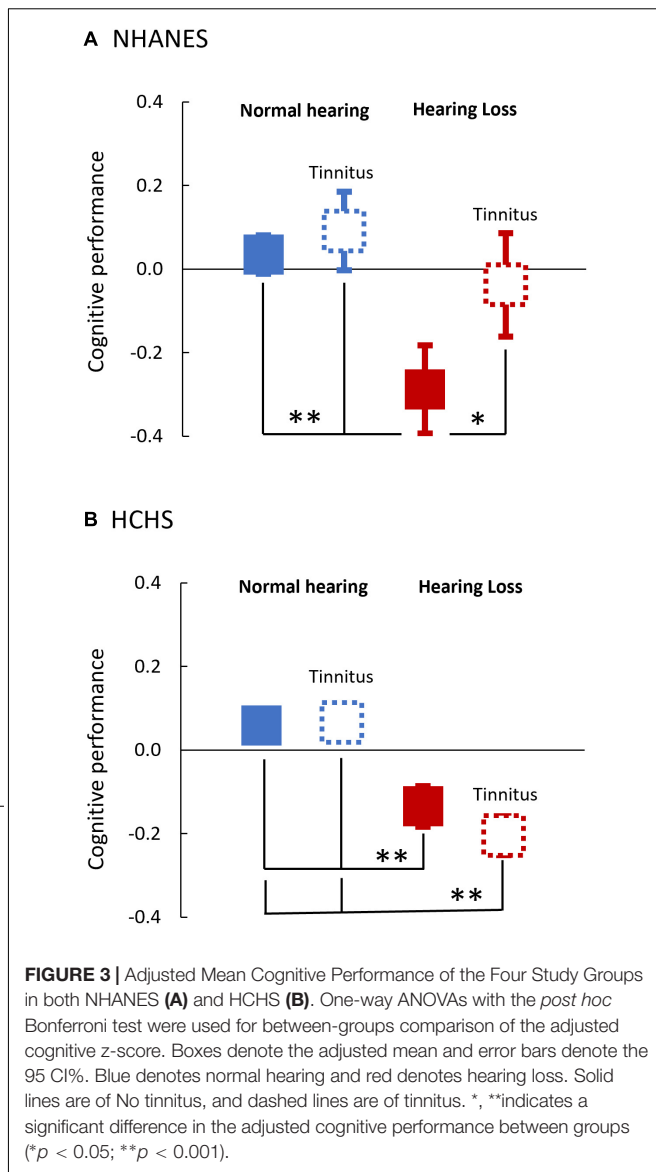 A NHANES
0.4
Normal hearing Hearing Loss
Tinnitus
0.2
Tinnitus
0.0
Cognitive performance
-0.2
** *
-0.4
B HCHS
0.4
Normal hearing Hearing Loss
0.2
Tinnitus
0.0
Cognitive performance
Tinnitus
-0.2
**
**
-0.4
FIGURE 3 | Adjusted Mean Cognitive Performance of the Four Study Groups
in both NHANES (A) and HCHS (B). One-way ANOVAs with the post hoc
Bonferroni test were used for between-groups comparison of the adjusted
cognitive z-score. Boxes denote the adjusted mean and error bars denote the
95 CI%. Blue denotes normal hearing and red denotes hearing loss. Solid
lines are of No tinnitus, and dashed lines are of tinnitus. *, **indicates a
significant difference in the adjusted cognitive performance between groups
(*p < 0.05; **p < 0.001).